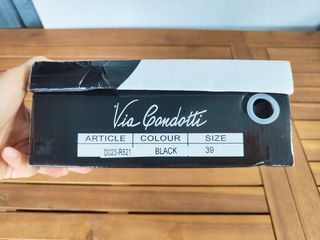 Via Condotti
ARTICLE COLOUR SIZE
D023-R821 BLACK 39